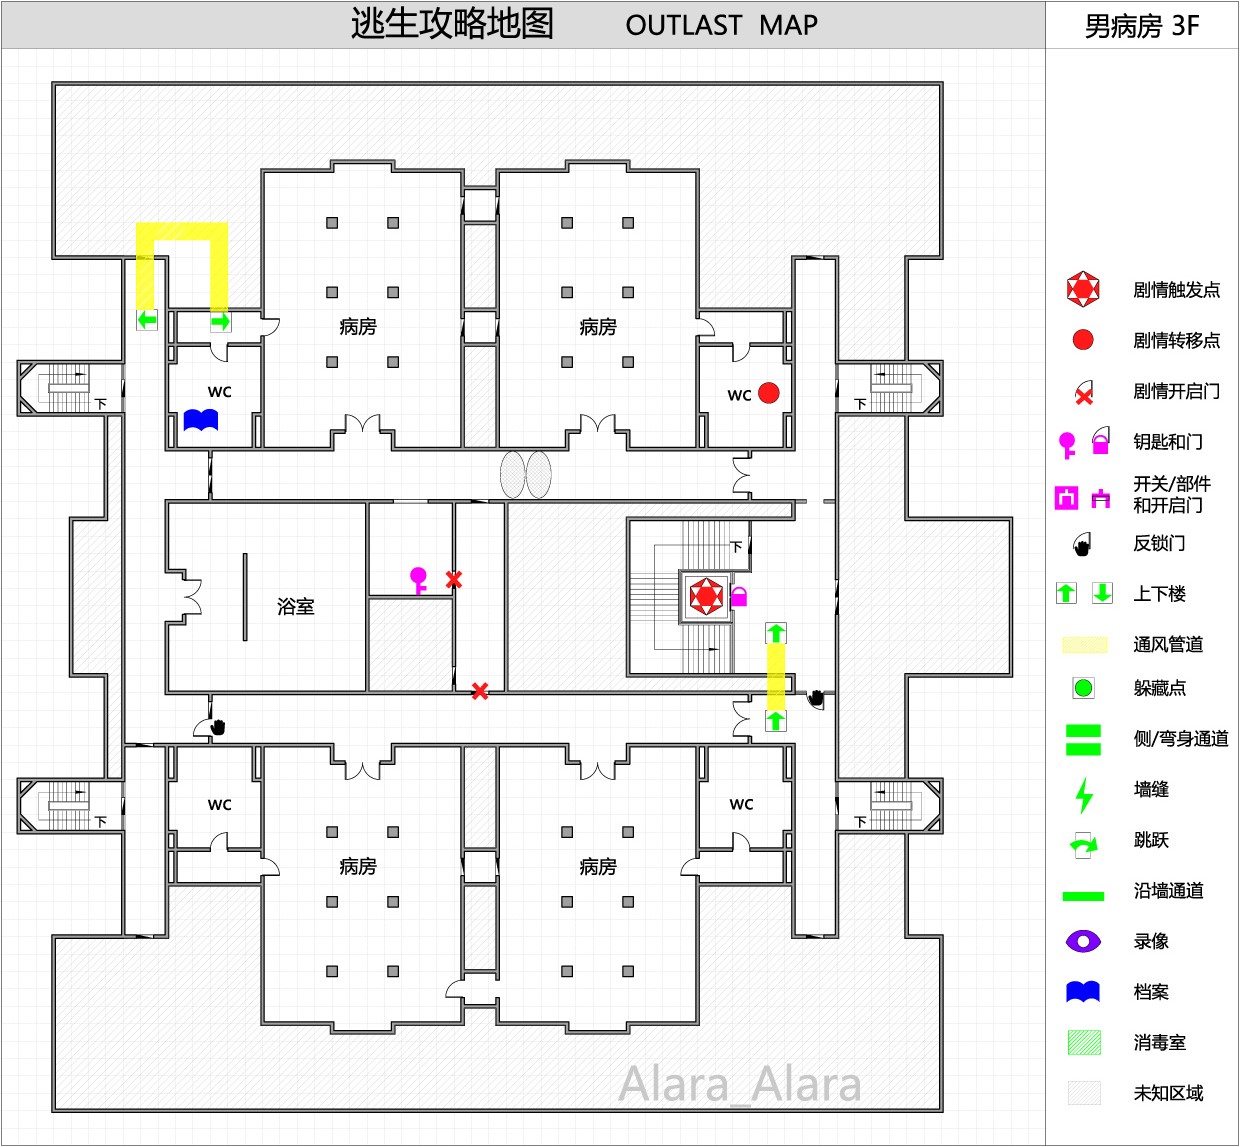 逃生攻略地图 OUTLAST MAP
男病房 3F
病房
病房
WC
WC
下
下
下
浴室
WC
WC
下
下
病房
病房
Alara_Alara
剧情触发点
剧情转移点
剧情开启门
钥匙和门
开关/部件
和开启门
反锁门
上下楼
通风管道
躲藏点
侧/弯身通道
墙缝
跳跃
沿墙通道
录像
档案
消毒室
未知区域